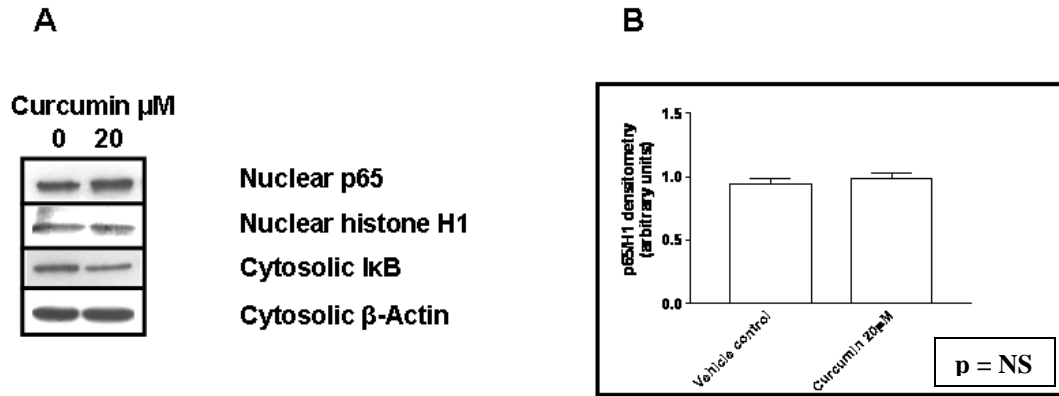 A
Curcumin µM
0 20
Nuclear p65
Nuclear histone H1
Cytosolic IκB
Cytosolic β-Actin
B
p65/H1 densitometry
(arbitrary units)
1.5
1.0
0.5
0.0
Vehicle control
Curcumin 20µM
p = NS